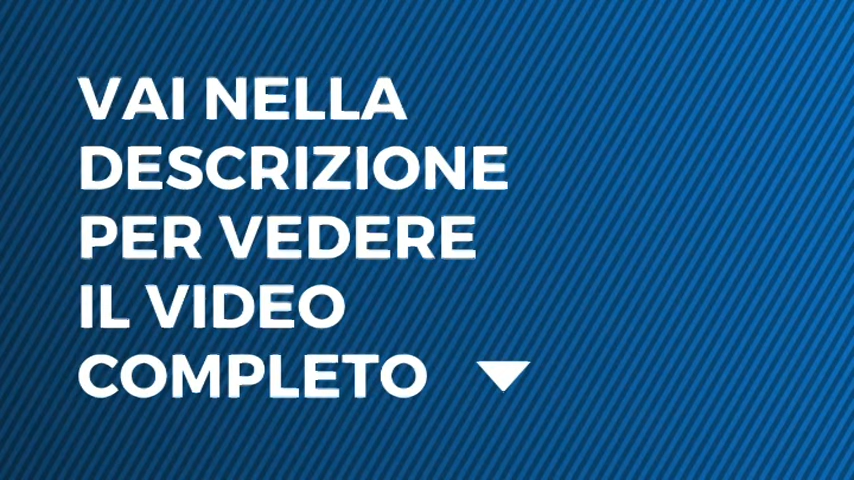 VAI NELLA
DESCRIZIONE
PER VEDERE
IL VIDEO
COMPLETO